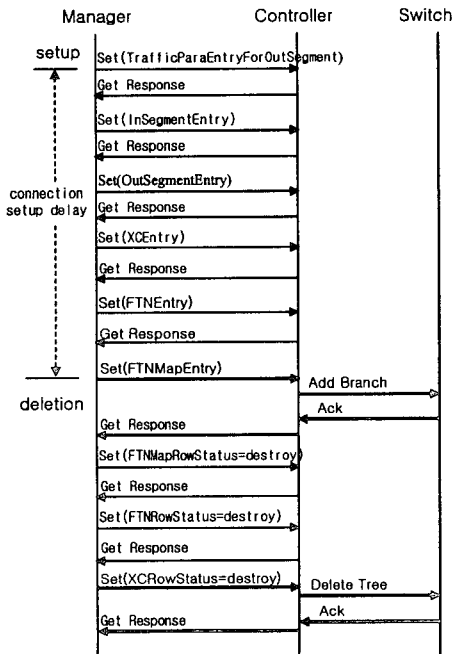 Manager Controller Switch
setup
Set(TrafficParaEntryForOutSegment)
Get Response
Set(InSegmentEntry)
Get Response
Set(OutSegmentEntry)
connection
setup delay
Get Response
Set(XCEntry)
Get Response
Set(FTNEntry)
Get Response
Set(FTNMapEntry)
Add Branch
deletion
Ack
Get Response
Set(FTNMapRowStatus=destroy)
Get Response
Set(FTNRowStatus=destroy)
Get Response
Set(XCRowStatus=destroy)
Delete Tree
Ack
Get Response